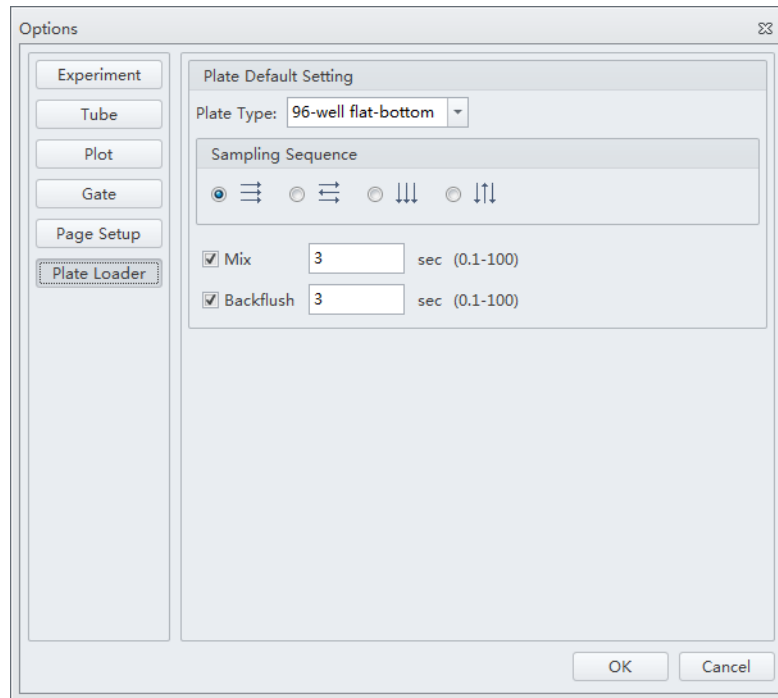 Options
Experiment
Tube
Plot
Gate
Page Setup
Plate Loader
Plate Default Setting
Plate Type: 96-well flat-bottom
Sampling Sequence
Mix 3 sec (0.1-100)
Backflush 3 sec (0.1-100)
OK Cancel